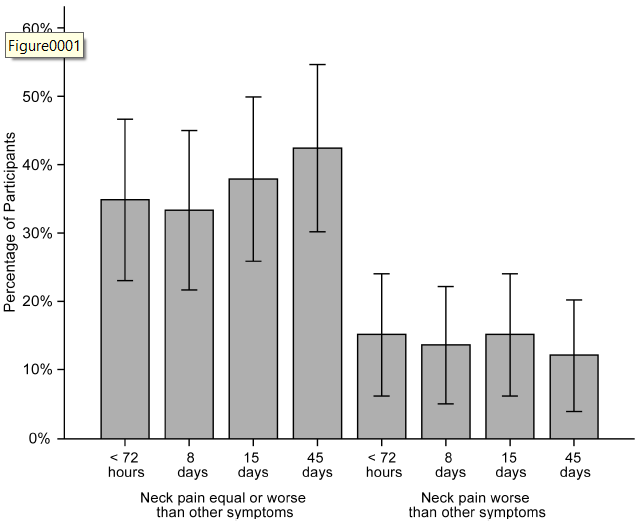 60%
Figure0001
50%
40%
30%
20%
10%
0%
Percentage of Participants
< 72 hours
8 days
15 days
45 days
< 72 hours
8 days
15 days
45 days
Neck pain equal or worse
than other symptoms
Neck pain worse
than other symptoms